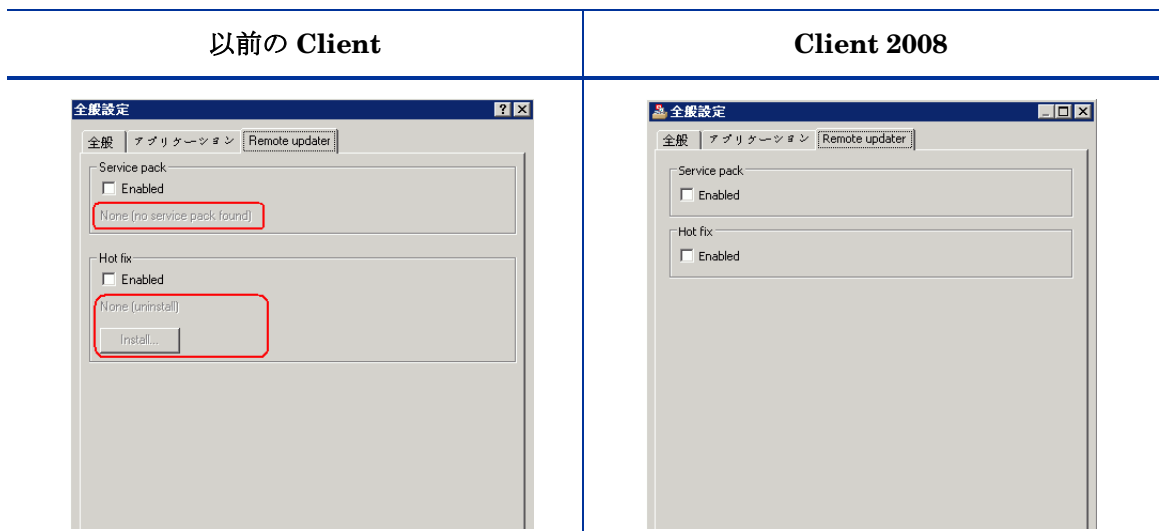 以前の Client
Client 2008
全般設定
全般 アプリケーション Remote updater
Service pack
Enabled
None (no service pack found)
Hot fix
Enabled
None (uninstall)
Install...
全般設定
全般 アプリケーション Remote updater
Service pack
Enabled
Hot fix
Enabled